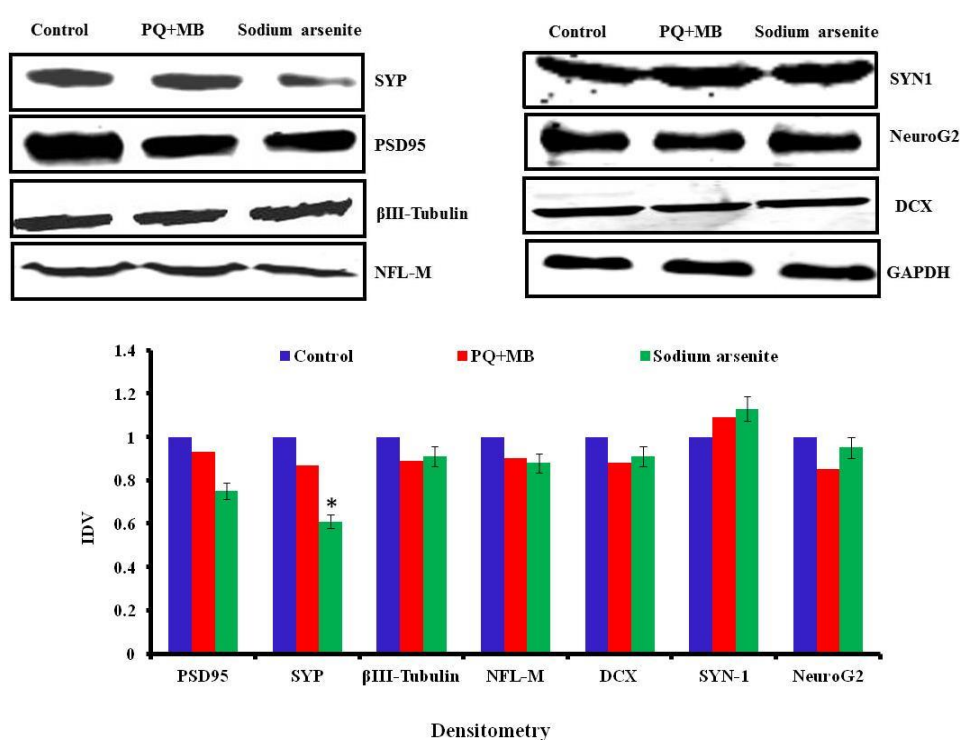 Control PQ+MB Sodium arsenite
SYP
PSD95
βIII-Tubulin
NFL-M
Control PQ+MB Sodium arsenite
SYN1
NeuroG2
DCX
GAPDH
Control PQ+MB Sodium arsenite
1.4
1.2
1
0.8
0.6
0.4
0.2
0
IDV
*
PSD95 SYP βIII-Tubulin NFL-M DCX SYN-1 NeuroG2
Densitometry